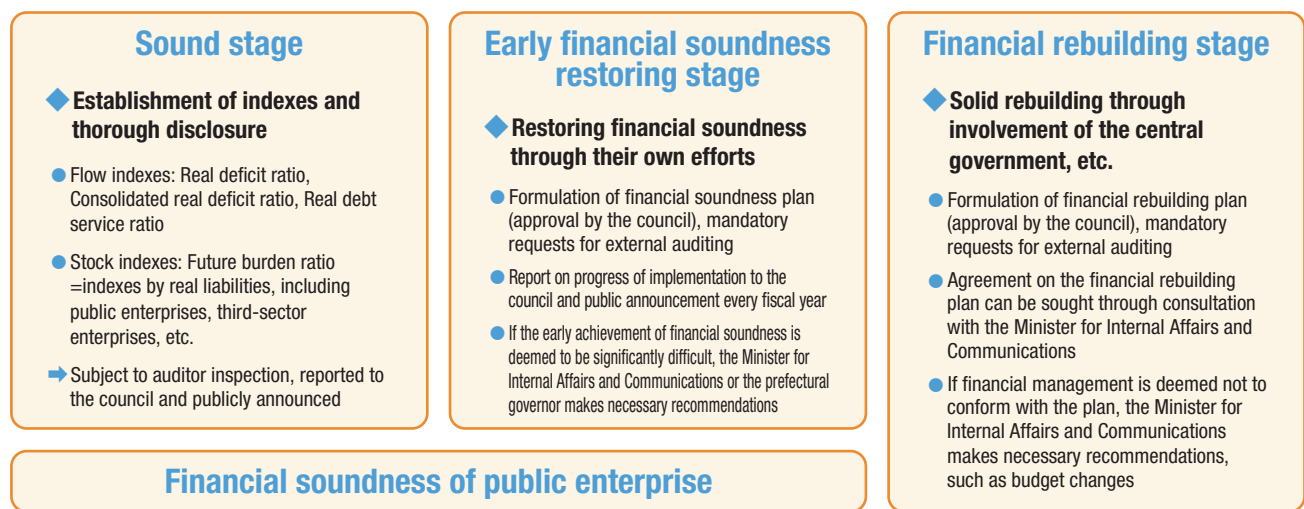 Sound stage
Establishment of indexes and
thorough disclosure
Flow indexes: Real deficit ratio,
Consolidated real deficit ratio, Real debt
service ratio
Stock indexes: Future burden ratio
=indexes by real liabilities, including
public enterprises, third-sector
enterprises, etc.
Subject to auditor inspection, reported to
the council and publicly announced
Early financial soundness
restoring stage
Restoring financial soundness
through their own efforts
Formulation of financial soundness plan
(approval by the council), mandatory
requests for external auditing
Report on progress of implementation to the
council and public announcement every fiscal year
If the early achievement of financial soundness is
deemed to be significantly difficult, the Minister for
Internal Affairs and Communications or the prefectural
governor makes necessary recommendations
Financial rebuilding stage
Solid rebuilding through
involvement of the central
government, etc.
Formulation of financial rebuilding plan
(approval by the council), mandatory
requests for external auditing
Agreement on the financial rebuilding
plan can be sought through consultation
with the Minister for Internal Affairs and
Communications
If financial management is deemed not to
conform with the plan, the Minister for
Internal Affairs and Communications
makes necessary recommendations,
such as budget changes
Financial soundness of public enterprise